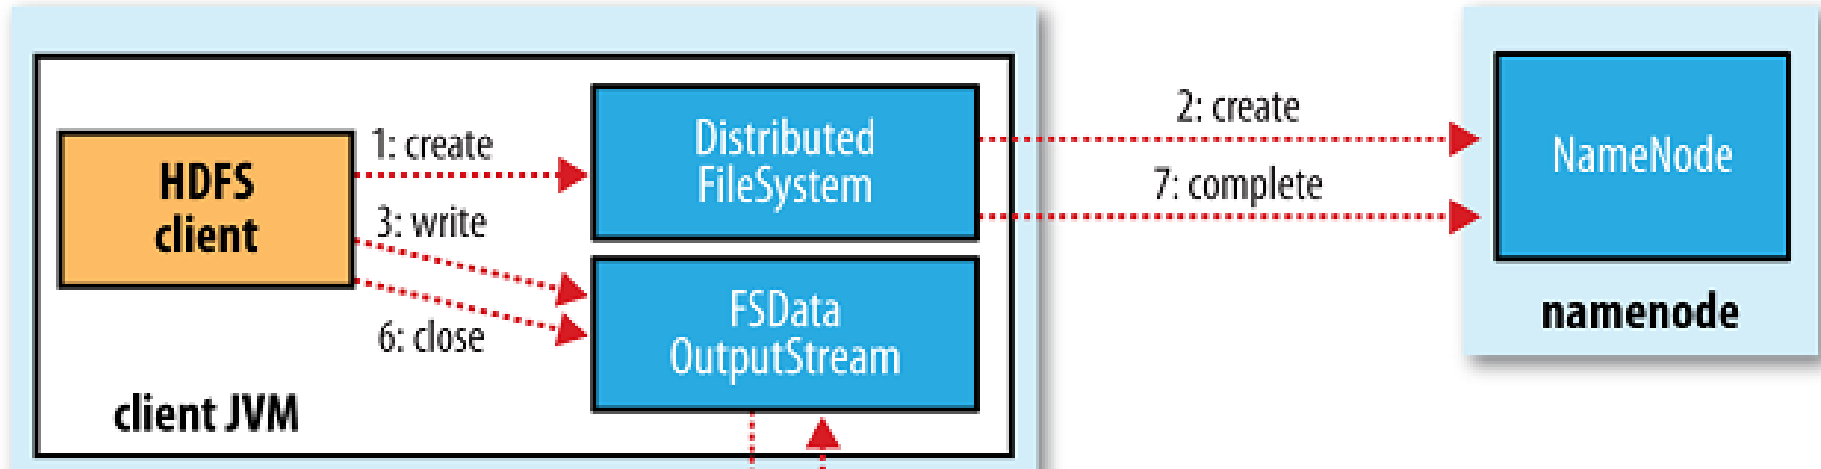 1: create
HDFS
client
3: write
6: close
client JVM
Distributed
FileSystem
FSData
OutputStream
2: create
7: complete
NameNode
namenode